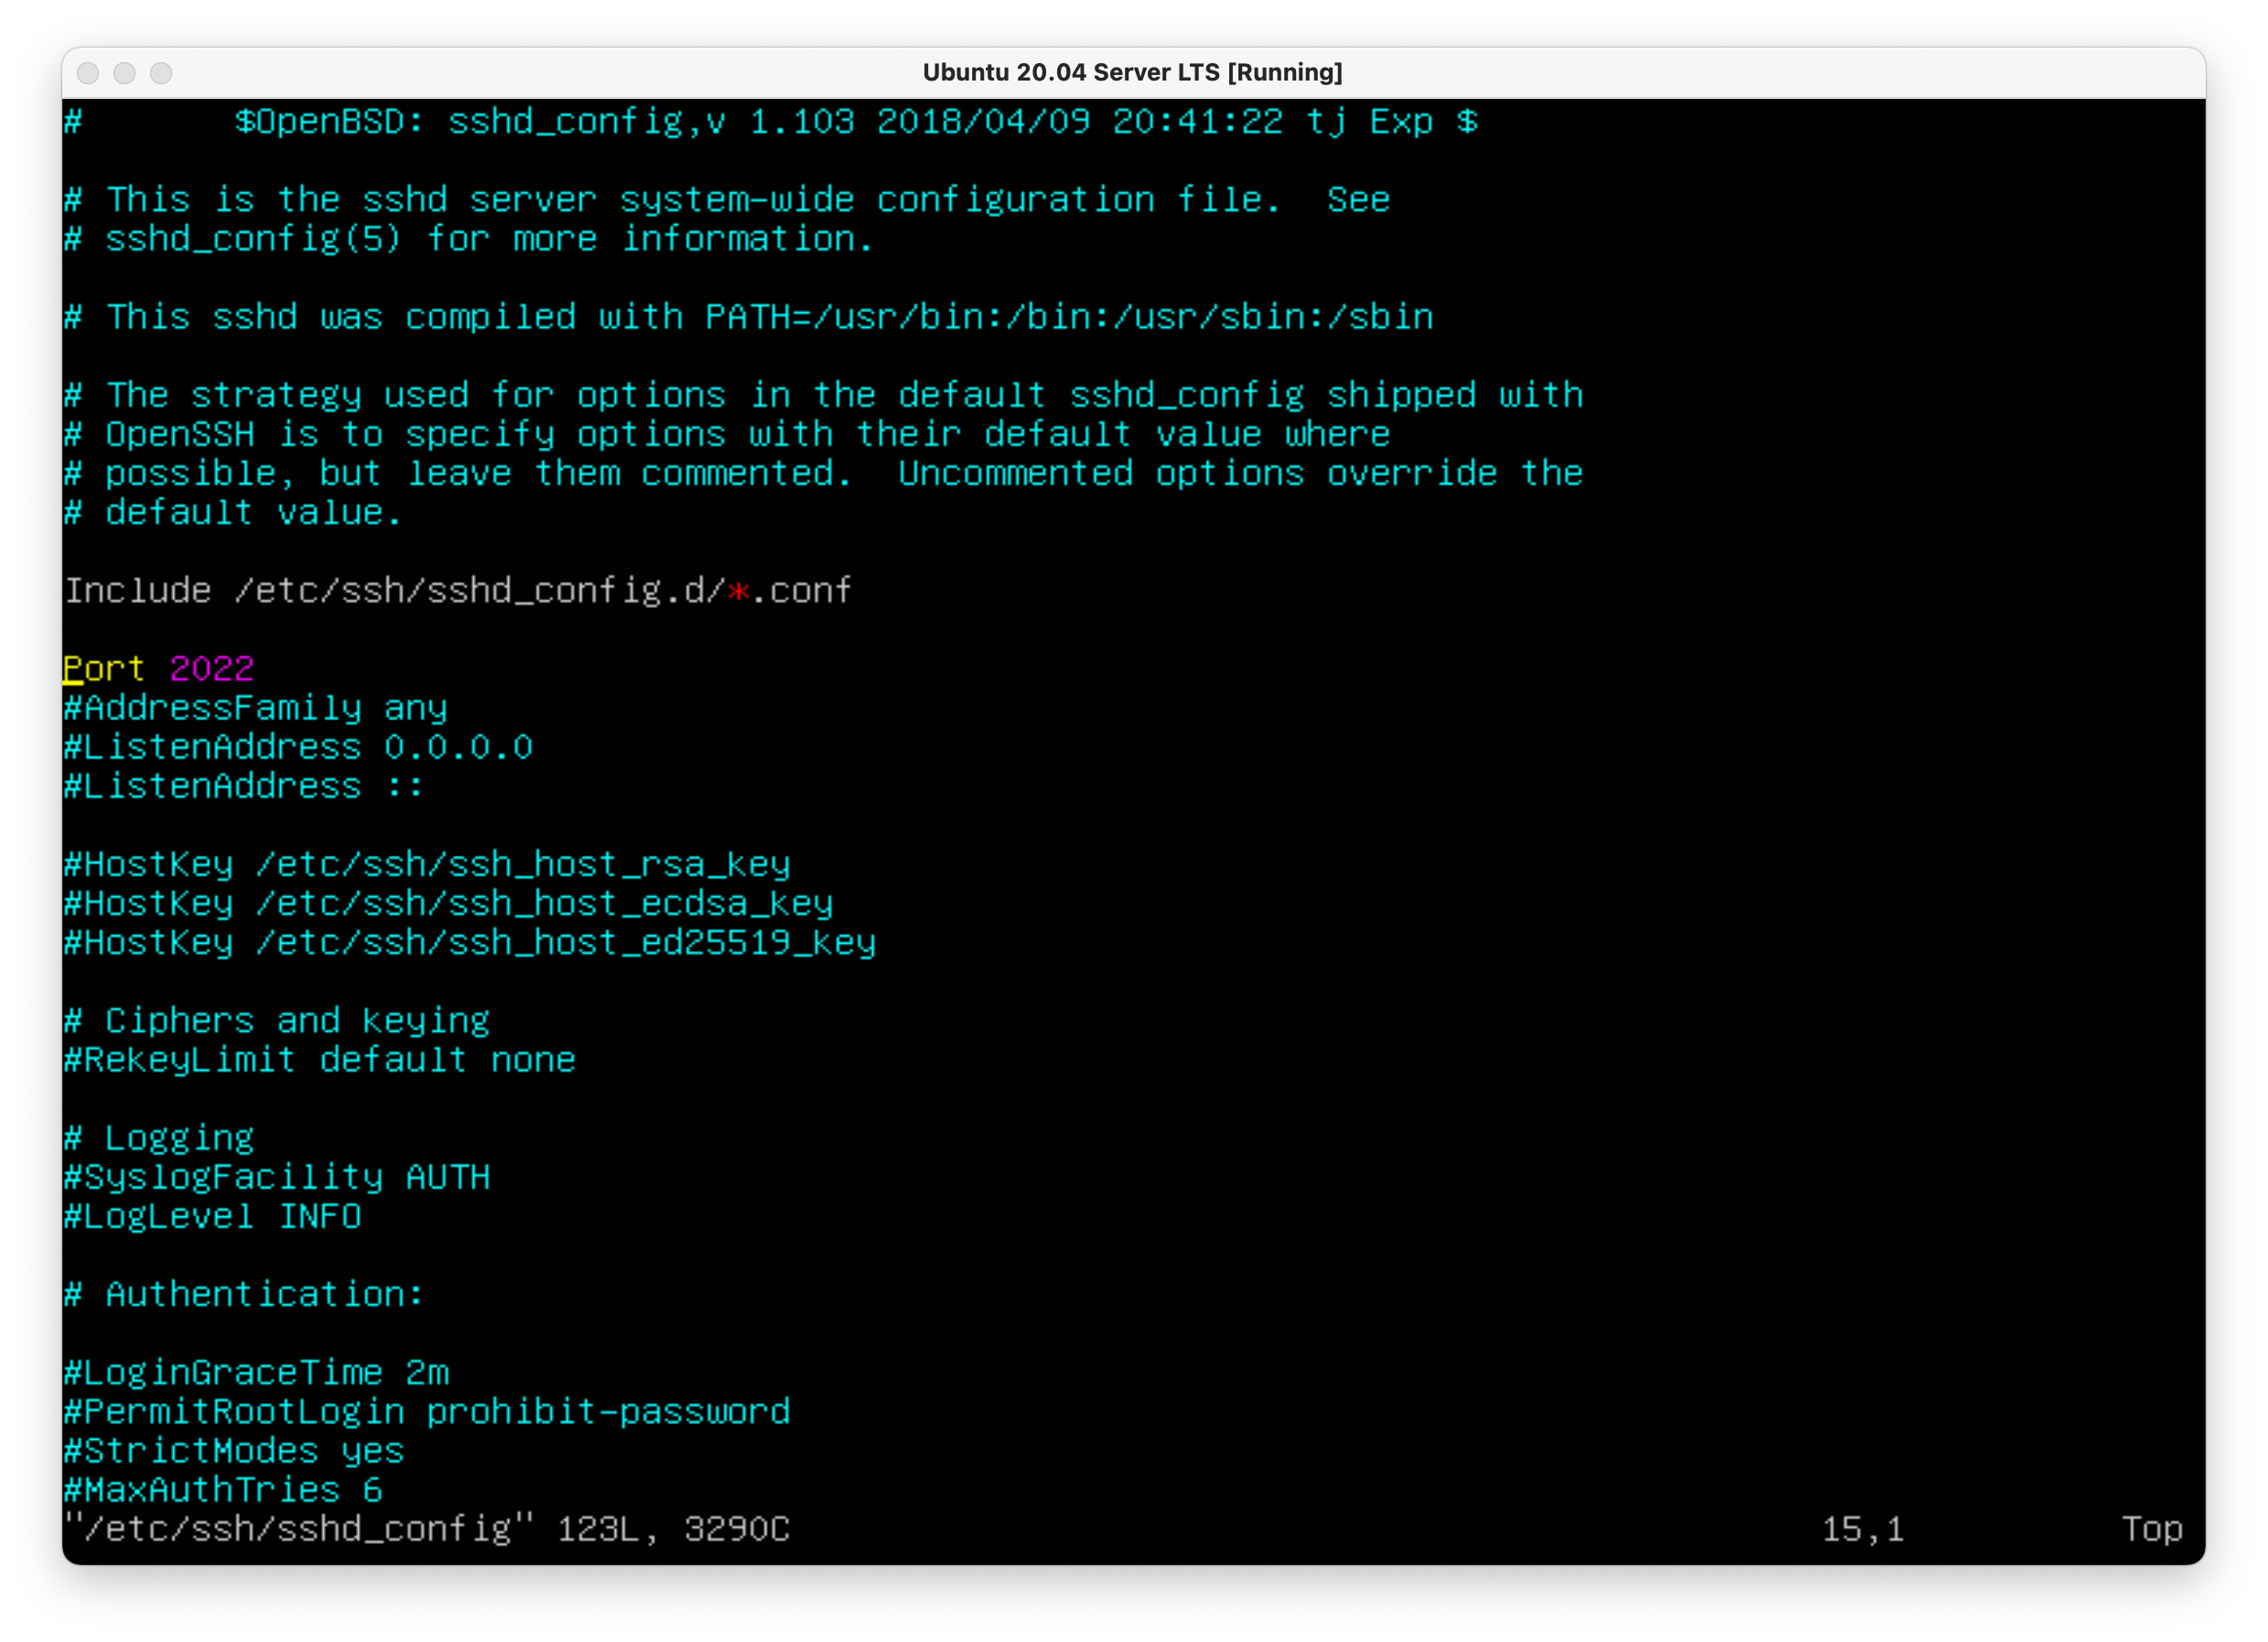 Ubuntu 20.04 Server LTS [Running]
#       $OpenBSD: sshd_config,v 1.103 2018/04/09 20:41:22 tj Exp $
# This is the sshd server system-wide configuration file.  See
# sshd_config(5) for more information.
# This sshd was compiled with PATH=/usr/bin:/bin:/usr/sbin:/sbin
# The strategy used for options in the default sshd_config shipped with
# OpenSSH is to specify options with their default value where
# possible, but leave them commented.  Uncommented options override the
# default value.
Include /etc/ssh/sshd_config.d/*.conf
Port 2022
#AddressFamily any
#ListenAddress 0.0.0.0
#ListenAddress ::
#HostKey /etc/ssh/ssh_host_rsa_key
#HostKey /etc/ssh/ssh_host_ecdsa_key
#HostKey /etc/ssh/ssh_host_ed25519_key
# Ciphers and keying
#RekeyLimit default none
# Logging
#SyslogFacility AUTH
#LogLevel INFO
# Authentication:
#LoginGraceTime 2m
#PermitRootLogin prohibit-password
#StrictModes yes
#MaxAuthTries 6
"/etc/ssh/sshd_config" 123L, 3290C                                                15,1          Top